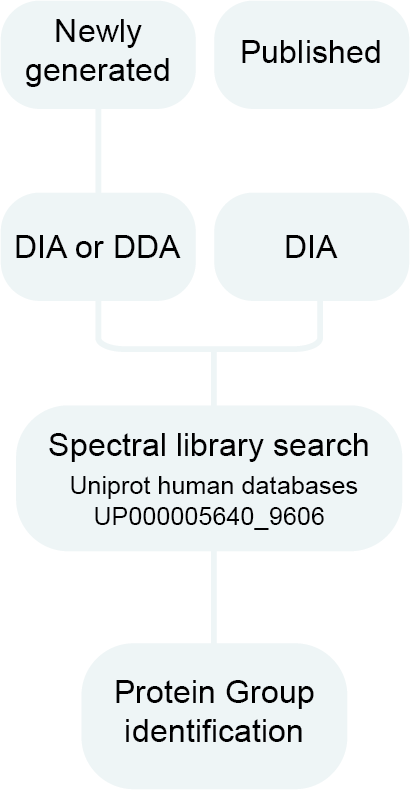 Newly
generated
Published
DIA or DDA
DIA
Spectral library search
Uniprot human databases
UP000005640_9606
Protein Group
identification